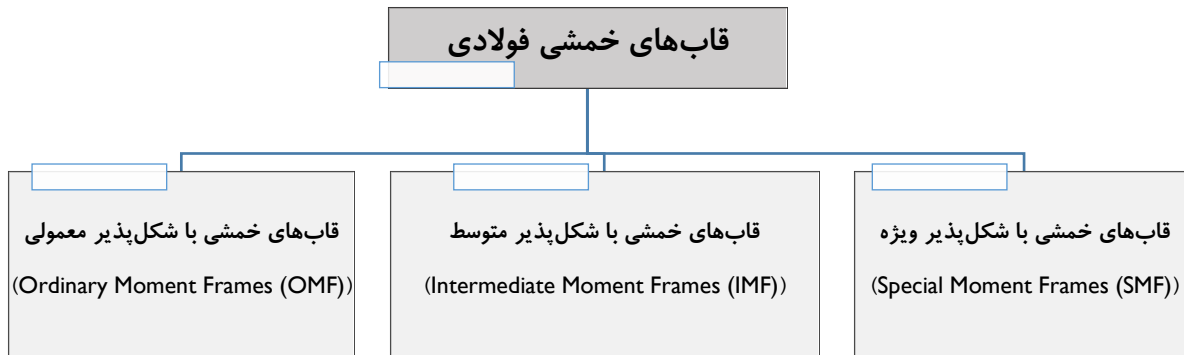 قاب‌های خمشی فولادی
قاب‌های خمشی با شکل‌پذیر ویژه
(Special Moment Frames (SMF))
قاب‌های خمشی با شکل‌پذیر متوسط
(Intermediate Moment Frames (IMF))
قاب‌های خمشی با شکل‌پذیر معمولی
(Ordinary Moment Frames (OMF))